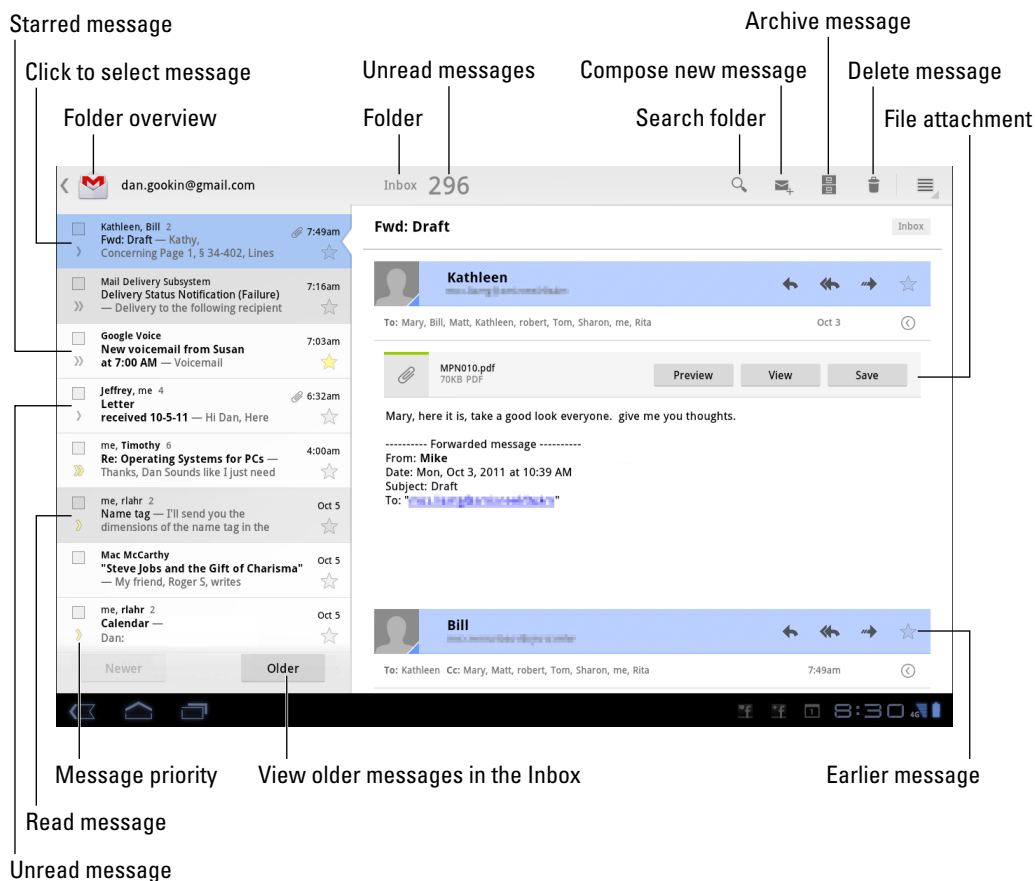 Starred message
Archive message
Click to select message
Unread messages
Compose new message
Delete message
Folder overview
Folder
Search folder
File attachment
dan.gookin@gmail.com
Inbox 296
Kathleen, Bill 2
7:49am
Fwd: Draft — Kathy,
Concerning Page 1, § 34-402, Lines
Mail Delivery Subsystem
7:16am
Delivery Status Notification (Failure)
— Delivery to the following recipient
Google Voice
7:03am
New voicemail from Susan
at 7:00 AM — Voicemail
Jeffrey, me 4
6:32am
Letter
received 10-5-11 — Hi Dan, Here
me, Timothy 6
4:00am
Re: Operating Systems for PCs —
Thanks, Dan Sounds like I just need
me, rlahr 2
Oct 5
Name tag — I'll send you the
dimensions of the name tag in the
Mac McCarthy
Oct 5
"Steve Jobs and the Gift of Charisma"
— My friend, Roger S, writes
me, rlahr 2
Oct 5
Calendar —
Dan:
Newer
Older
Fwd: Draft
Inbox
Kathleen
To: Mary, Bill, Matt, Kathleen, robert, Tom, Sharon, me, Rita
Oct 3
MPN010.pdf
70KB PDF
Preview
View
Save
Mary, here it is, take a good look everyone. give me you thoughts.
---------- Forwarded message ----------
From: Mike
Date: Mon, Oct 3, 2011 at 10:39 AM
Subject: Draft
To: "
"
Bill
To: Kathleen Cc: Mary, Matt, robert, Tom, Sharon, me, Rita
7:49am
1
8:30
4G
Message priority
View older messages in the Inbox
Earlier message
Read message
Unread message